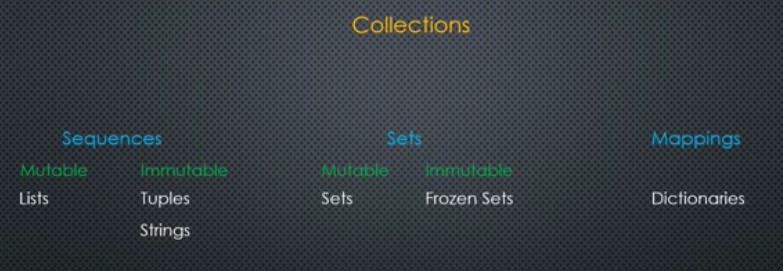 Collections
Sequences Sets Mappings
Mutable Immutable Mutable Immutable
Lists Tuples Sets Frozen Sets Dictionaries
Strings